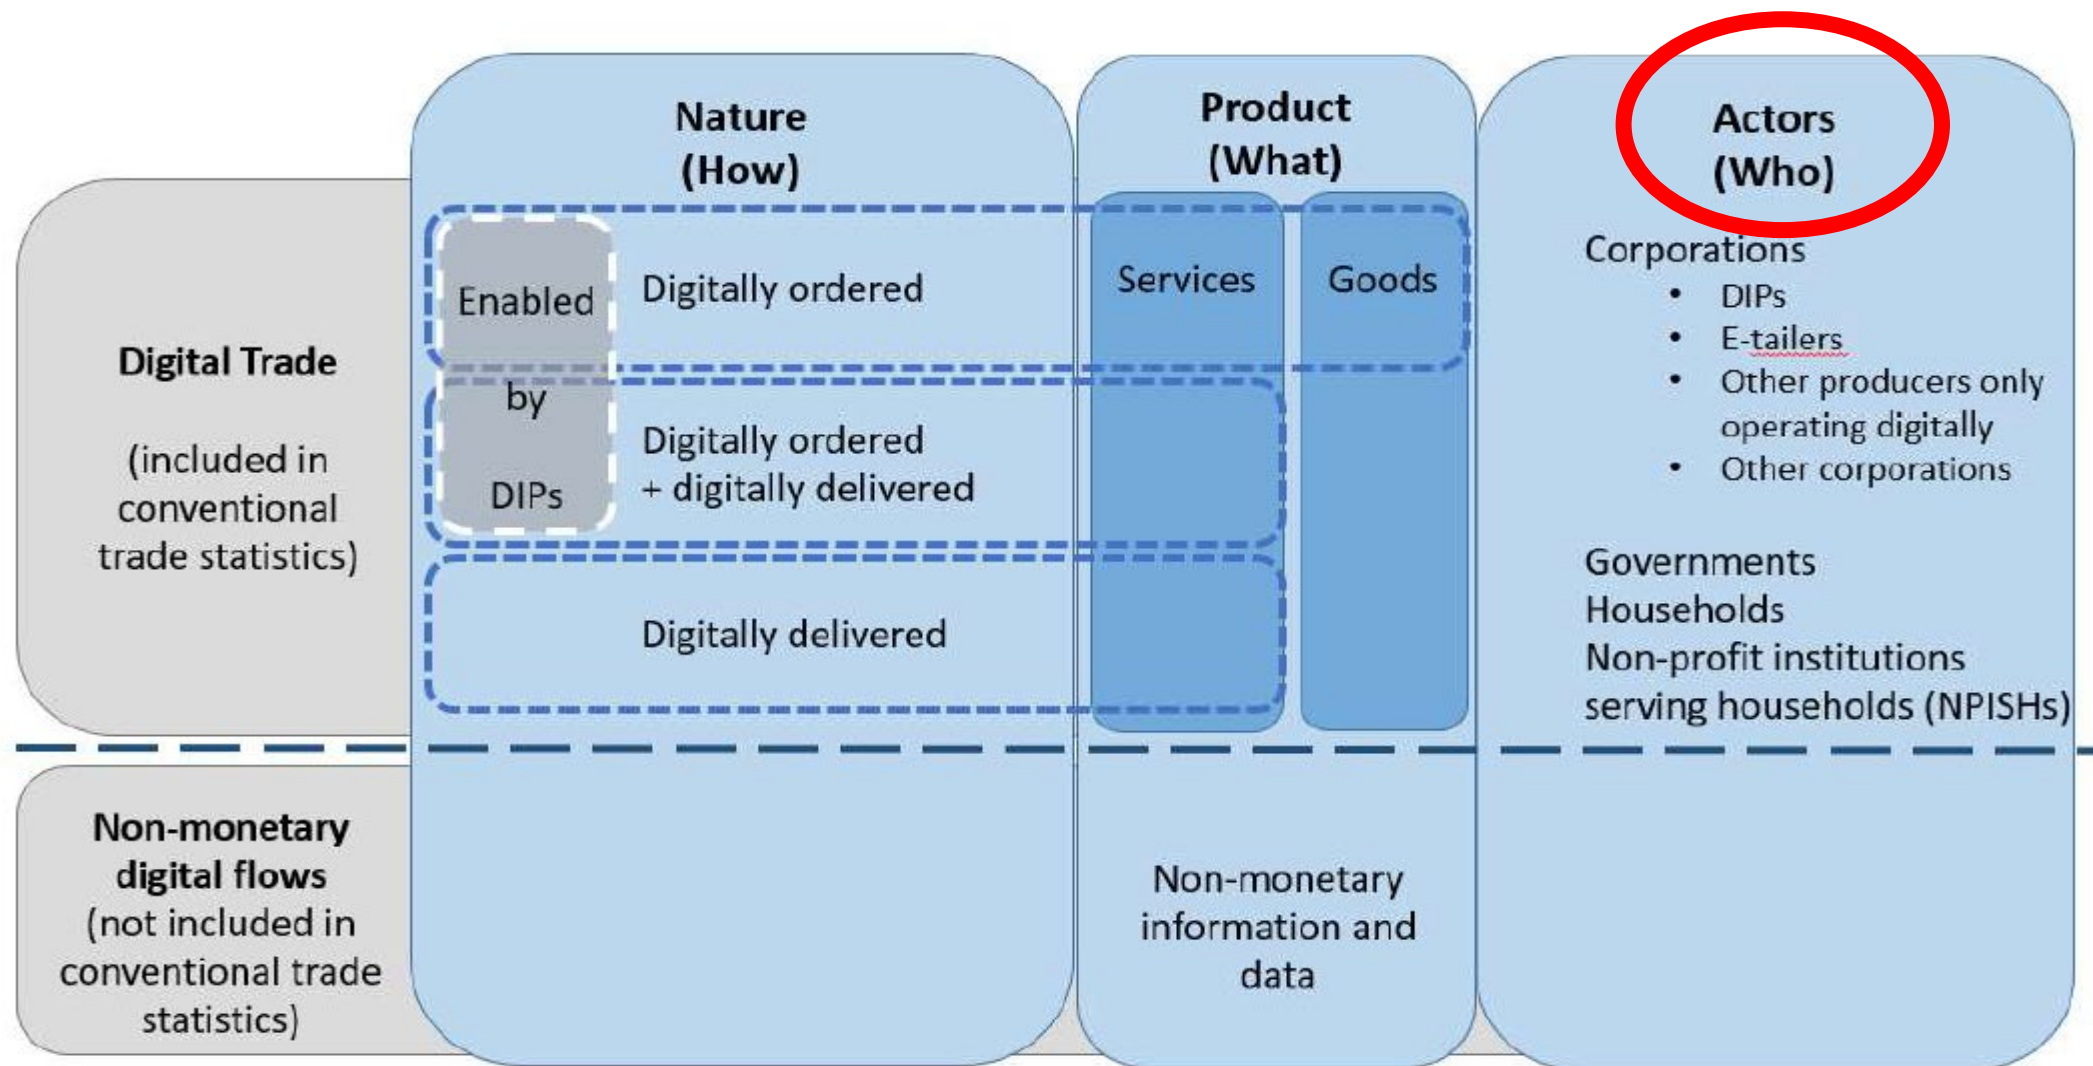 Nature
(How)
Product
(What)
Actors
(Who)
Digital Trade
(included in
conventional
trade statistics)
Enabled
by
DIPs
Digitally ordered
Digitally ordered
+ digitally delivered
Digitally delivered
Services
Goods
Corporations
• DIPs
• E-tailers
• Other producers only
operating digitally
• Other corporations
Governments
Households
Non-profit institutions
serving households (NPISHs)
Non-monetary
digital flows
(not included in
conventional trade
statistics)
Non-monetary
information and
data